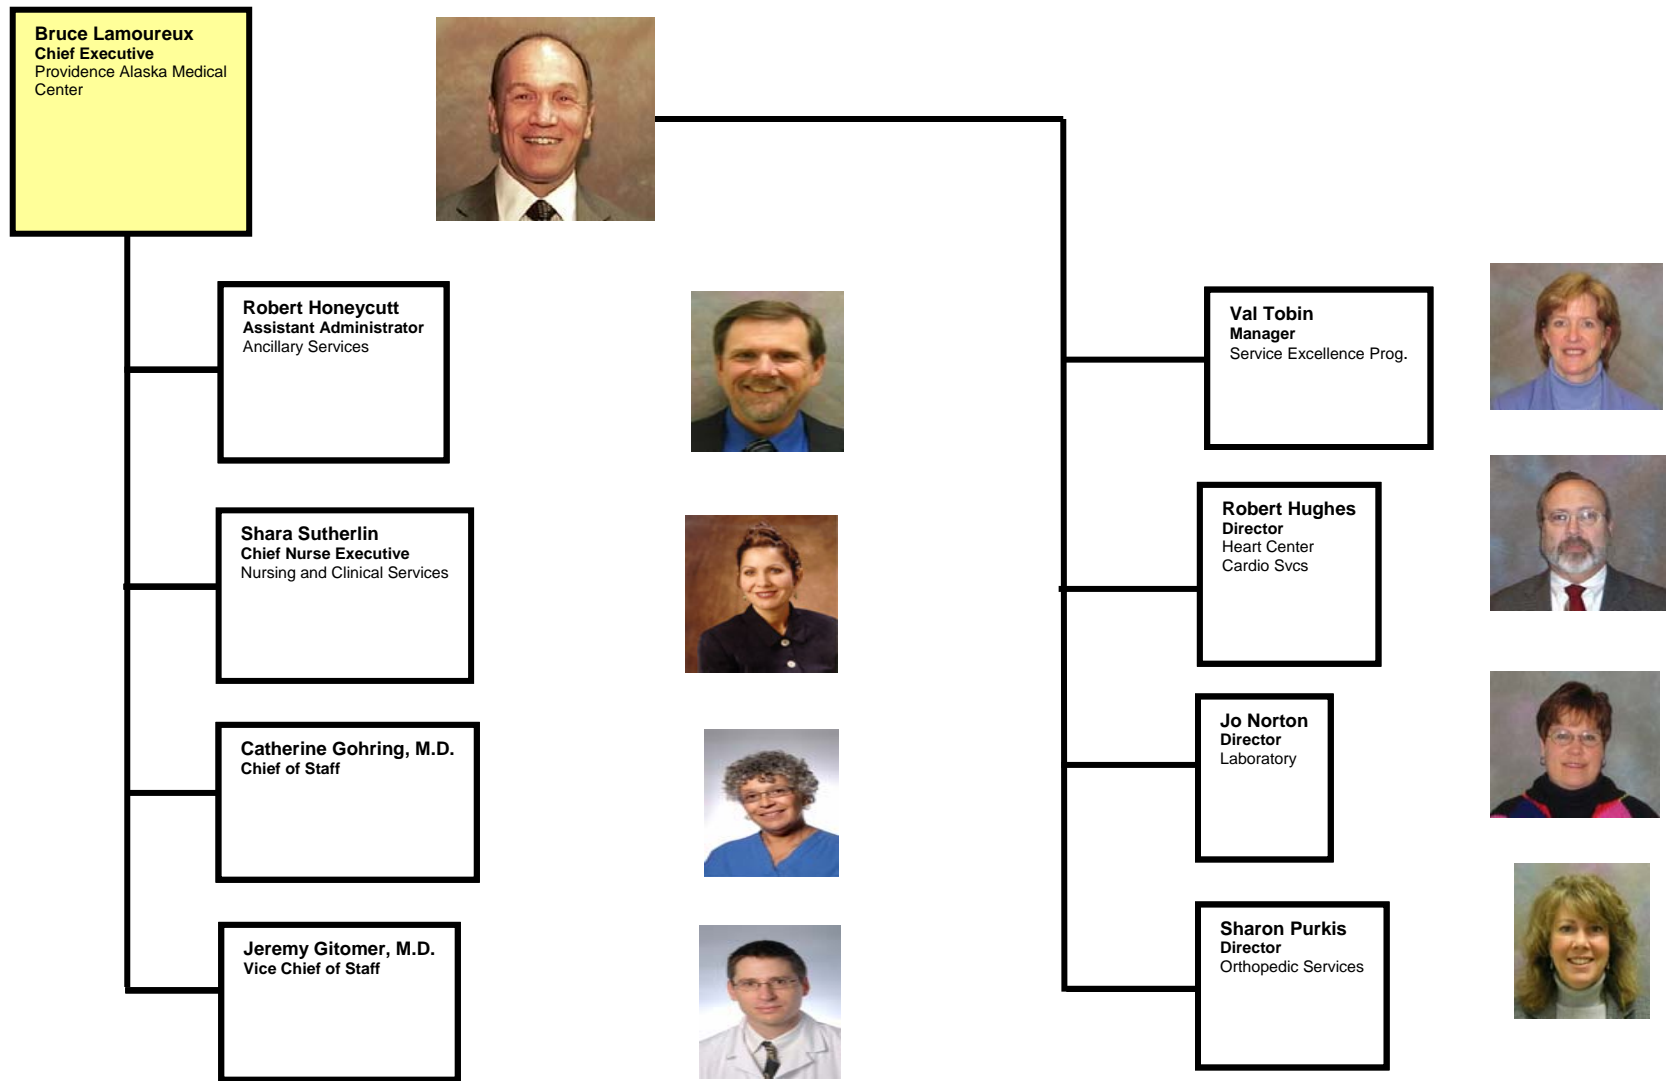 Bruce Lamoureux
Chief Executive
Providence Alaska Medical
Center
Robert Honeycutt
Assistant Administrator
Ancillary Services
Shara Sutherlin
Chief Nurse Executive
Nursing and Clinical Services
Catherine Gohring, M.D.
Chief of Staff
Jeremy Gitomer, M.D.
Vice Chief of Staff
Val Tobin
Manager
Service Excellence Prog.
Robert Hughes
Director
Heart Center
Cardio Svcs
Jo Norton
Director
Laboratory
Sharon Purkis
Director
Orthopedic Services